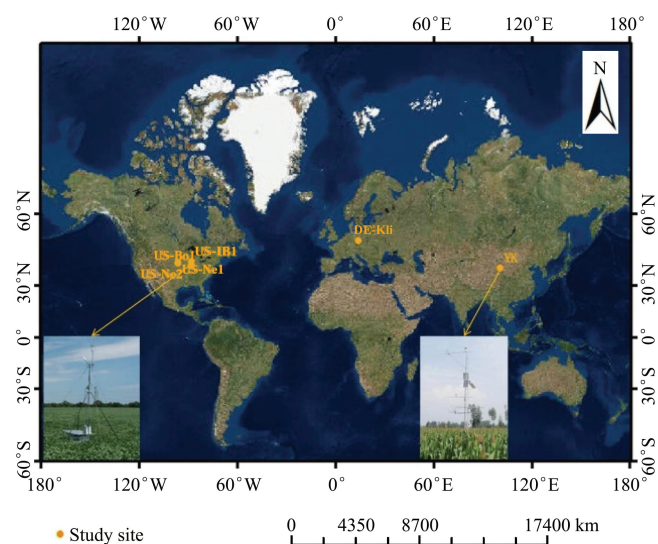 120°W 60°W 0° 60°E 120°E 180°
N
60°N 60°N
DE-Kli
US-Bo1 US-IB1
YK
US-Ne2 US-Ne1
30°N 30°N
0° 0°
30°S 30°S
60°S 60°S
180° 120°W 60°W 0° 60°E 120°E 180°
Study site
0 4350 8700 17400 km